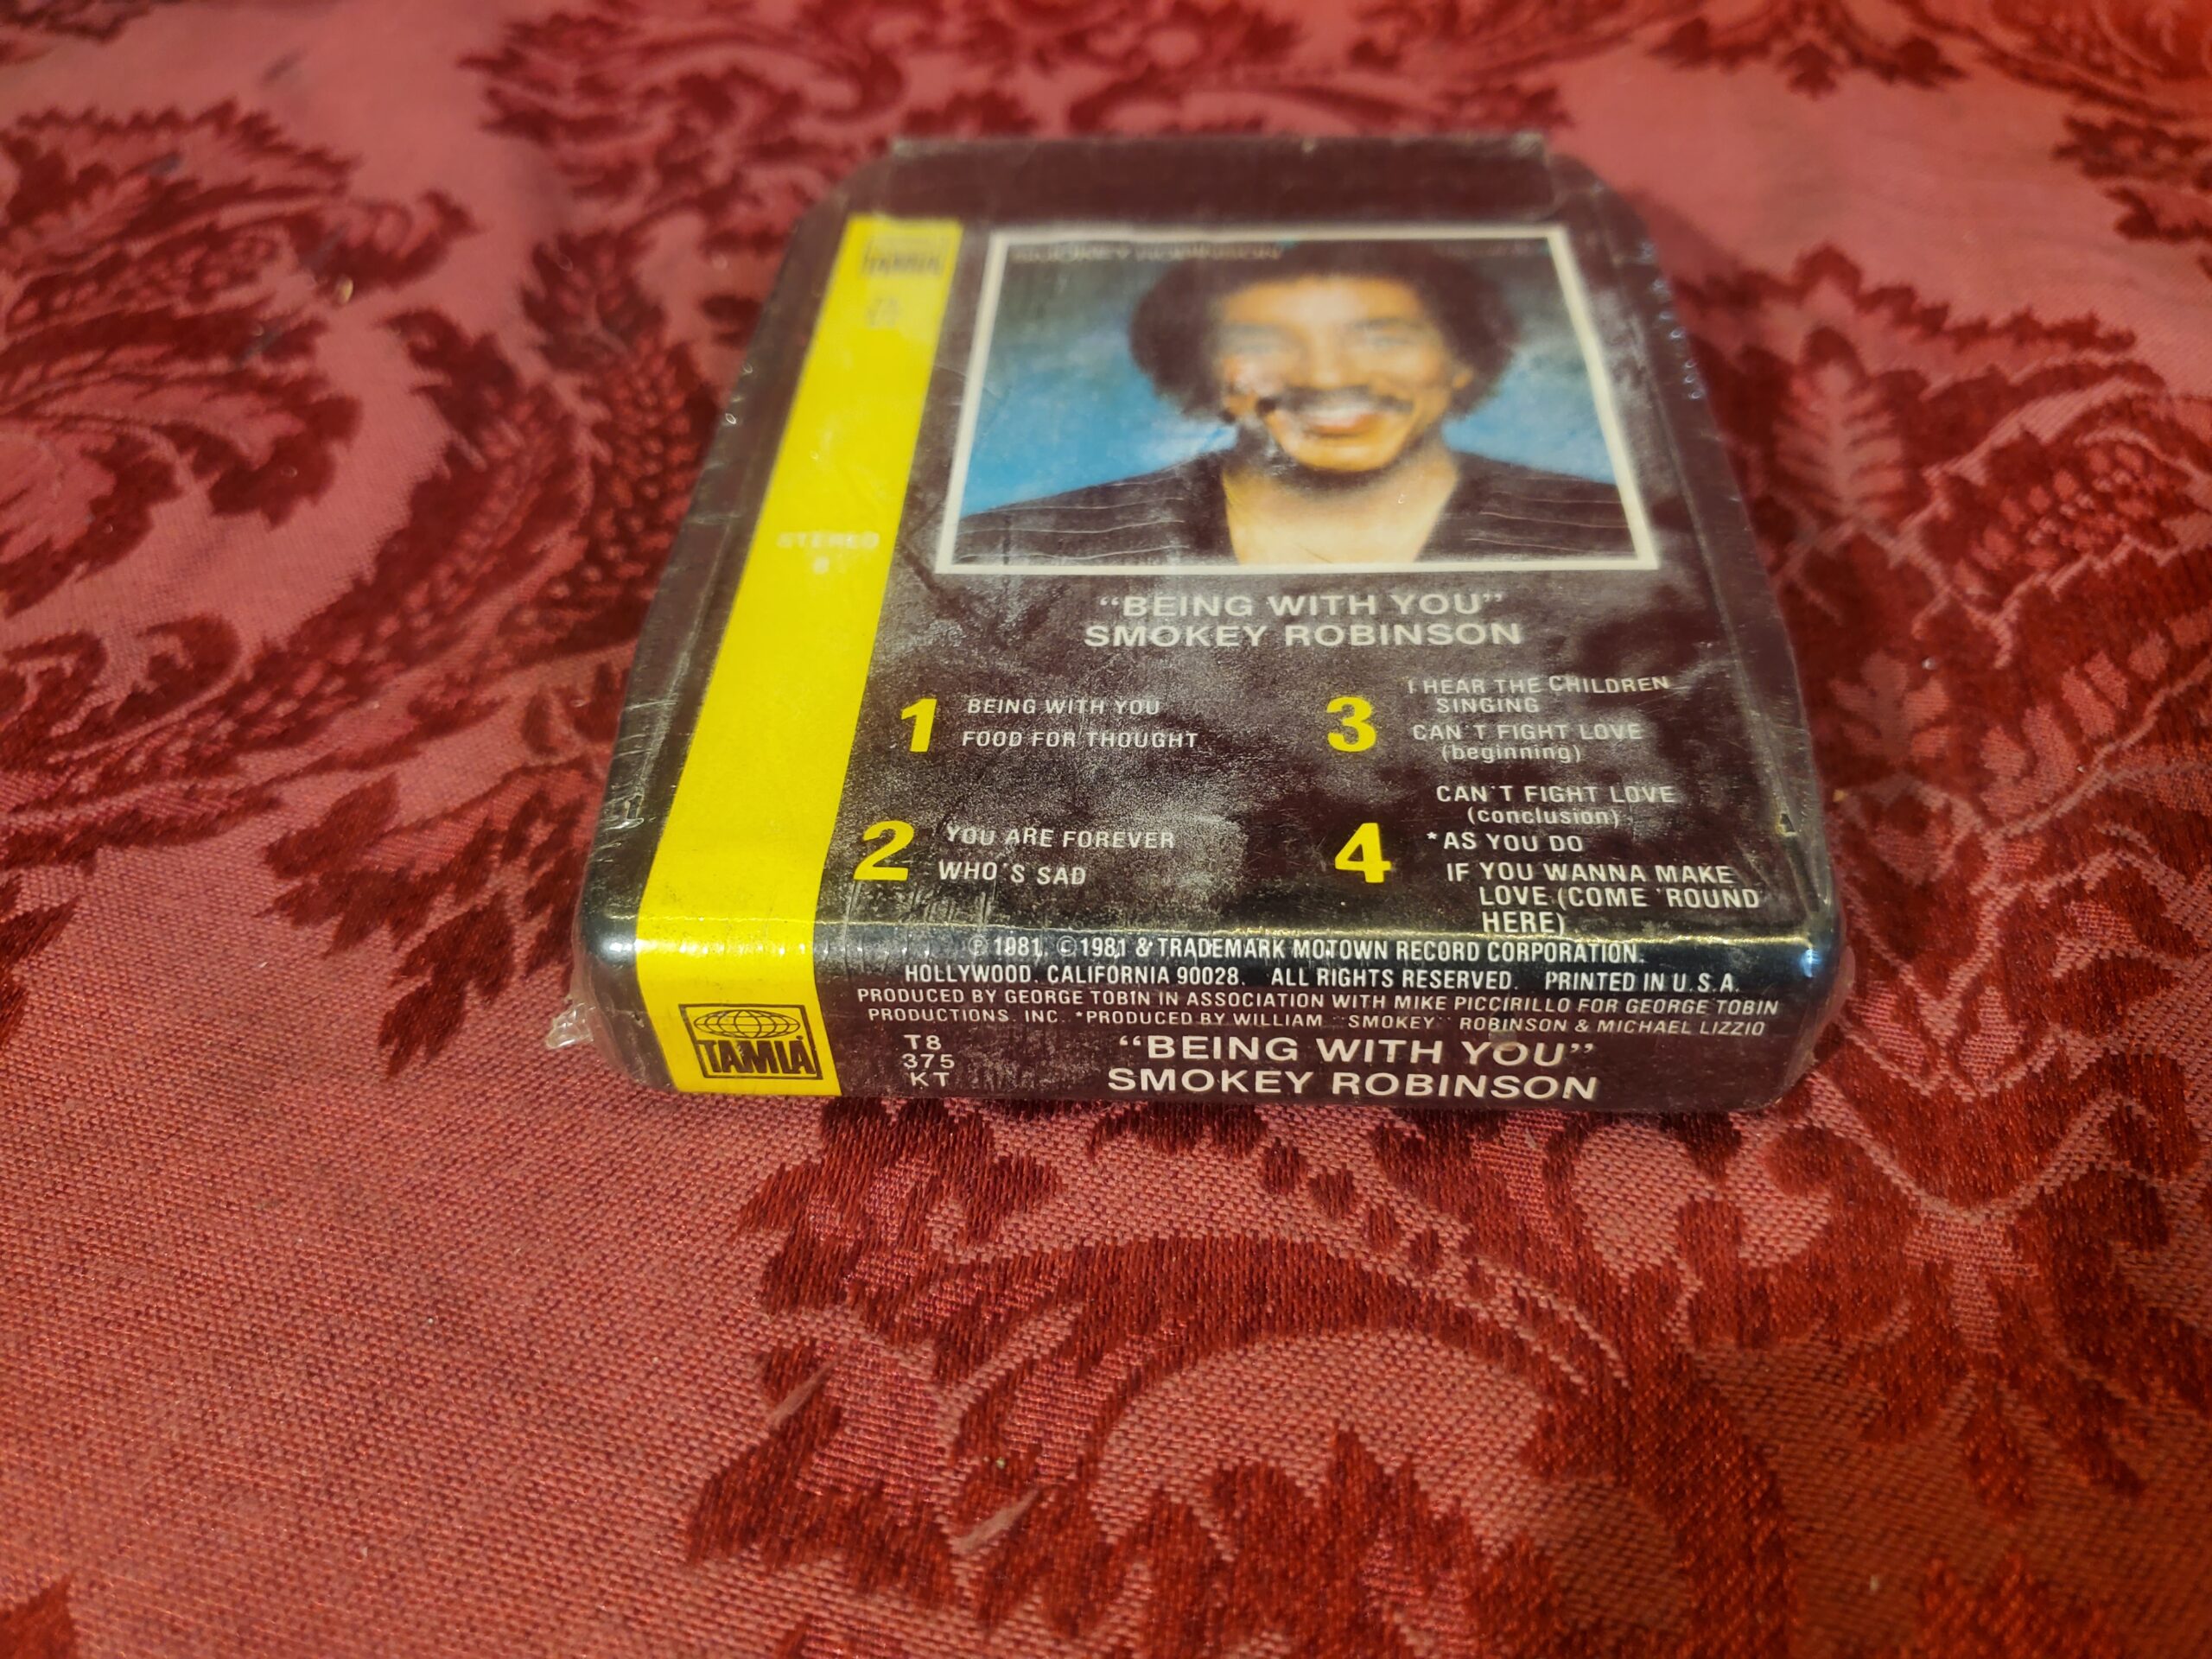 TAMLA
SMOKEY ROBINSON
STEREO
8
“BEING WITH YOU”
SMOKEY ROBINSON
1
BEING WITH YOU
FOOD FOR THOUGHT
2
YOU ARE FOREVER
WHO'S SAD
3
I HEAR THE CHILDREN
SINGING
CAN'T FIGHT LOVE
(beginning)
4
CAN'T FIGHT LOVE
(conclusion)
*AS YOU DO
IF YOU WANNA MAKE
LOVE (COME 'ROUND
HERE)
℗ 1981, ©1981 & TRADEMARK MOTOWN RECORD CORPORATION.
HOLLYWOOD, CALIFORNIA 90028. ALL RIGHTS RESERVED. PRINTED IN U.S.A.
PRODUCED BY GEORGE TOBIN IN ASSOCIATION WITH MIKE PICCIRILLO FOR GEORGE TOBIN
PRODUCTIONS, INC. *PRODUCED BY WILLIAM "SMOKEY" ROBINSON & MICHAEL LIZZIO
TAMLA
T8
375
KT
“BEING WITH YOU”
SMOKEY ROBINSON